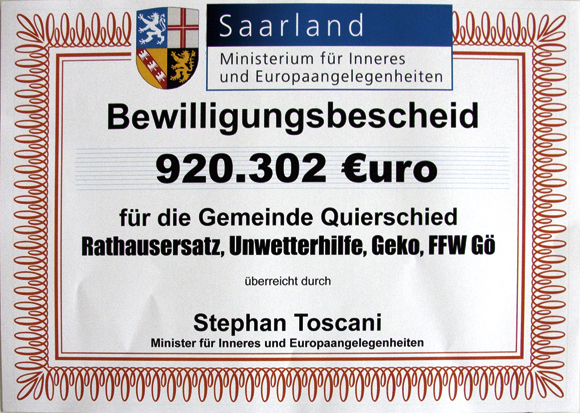 Saarland
Ministerium für Inneres
und Europaangelegenheiten
Bewilligungsbescheid
920.302 €uro
für die Gemeinde Quierschied
Rathausersatz, Unwetterhilfe, Geko, FFW Gö
überreicht durch
Stephan Toscani
Minister für Inneres und Europaangelegenheiten